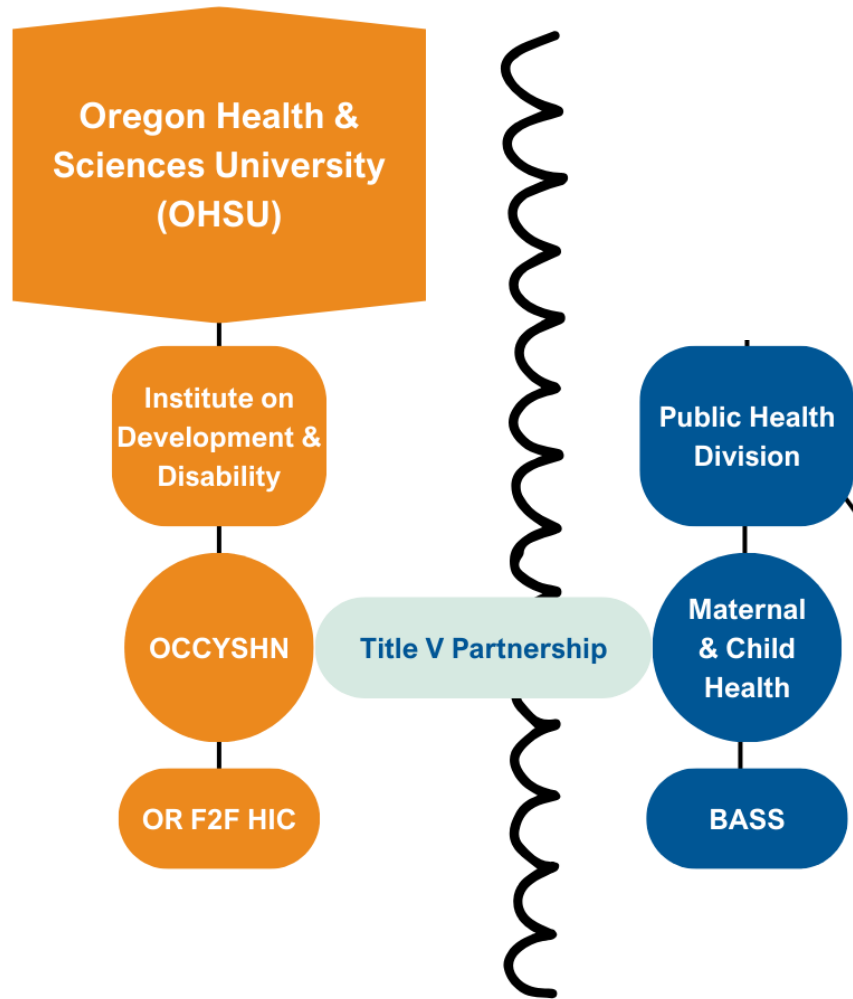 Oregon Health &
Sciences University
(OHSU)
Institute on
Development &
Disability
Public Health
Division
OCCYSHN
Title V Partnership
Maternal
& Child
Health
OR F2F HIC
BASS